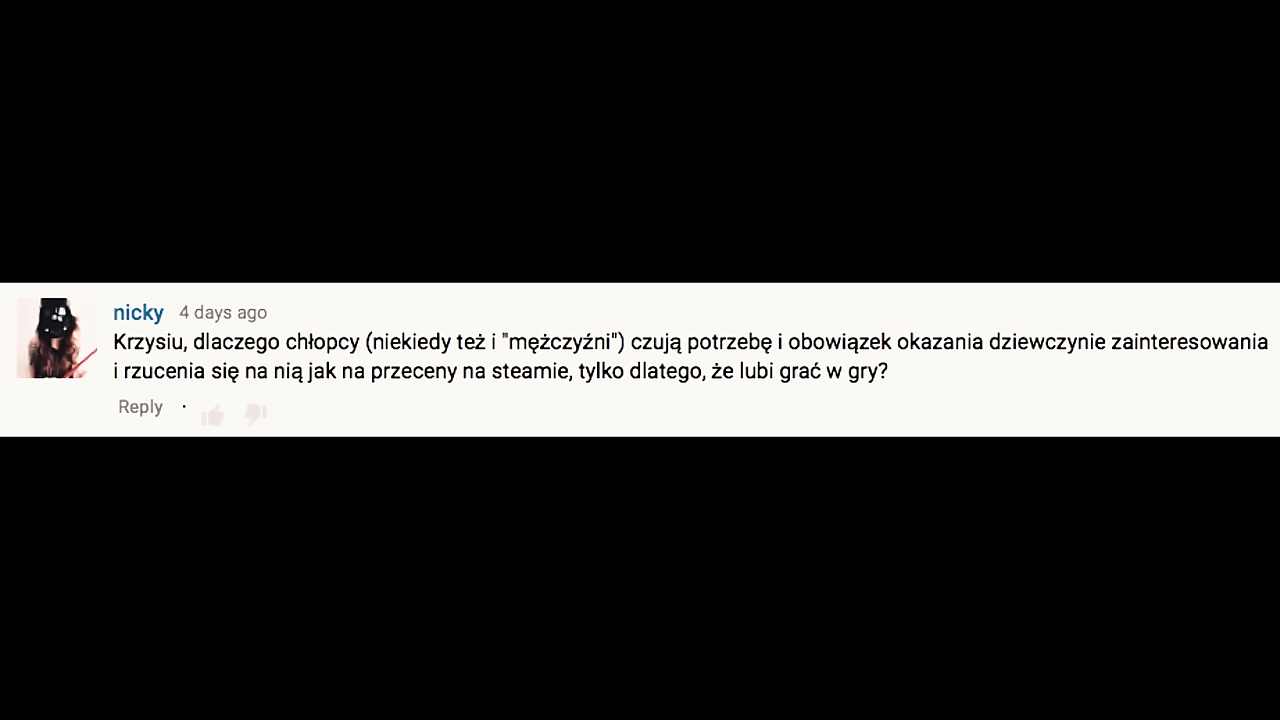 nicky 4 days ago
Krzysiu, dlaczego chłopcy (niekiedy też i "mężczyźni") czują potrzebę i obowiązek okazania dziewczynie zainteresowania
i rzucenia się na nią jak na przeceny na steamie, tylko dlatego, że lubi grać w gry?
Reply ·